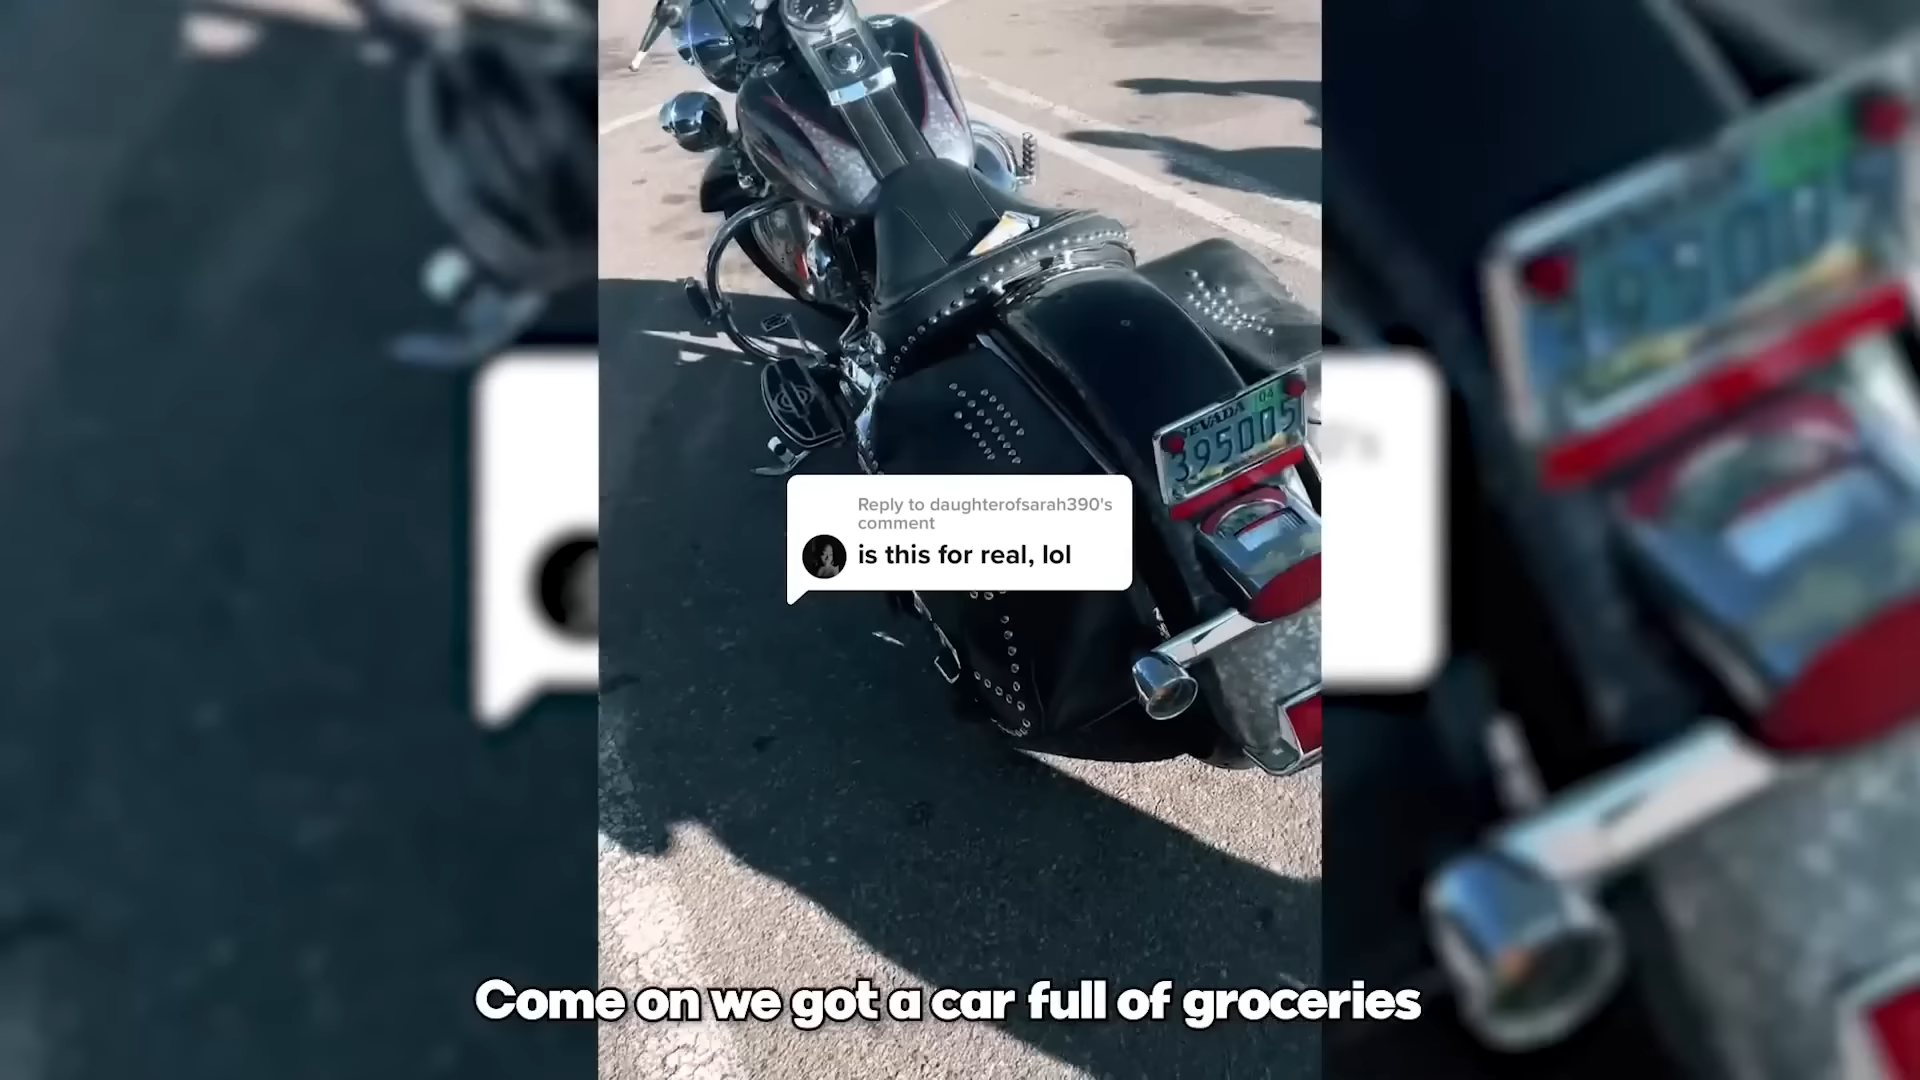 NEVADA
04
395005
Reply to daughterofsarah390's
comment
is this for real, lol
Come on we got a car full of groceries